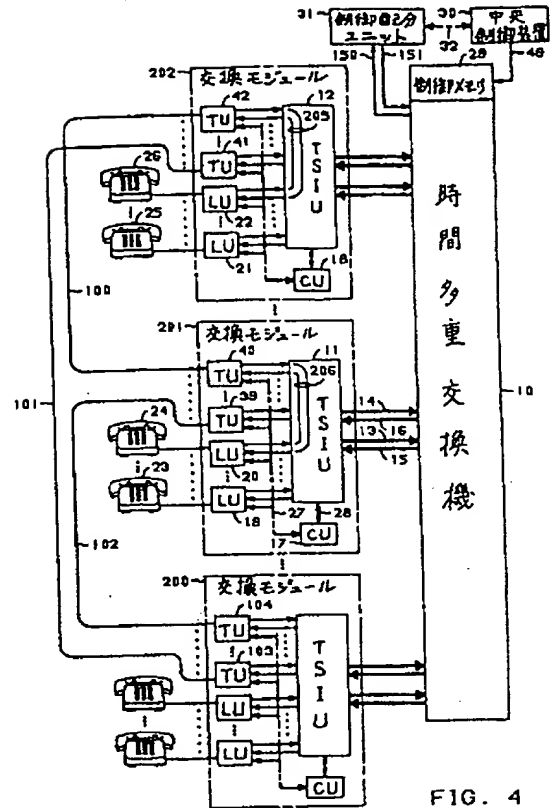 31
制御配分
ユニット
30
中央
制御装置
32
150
151
29
48
制御メモリ
時間多重交換機
10
202
交換モジュール
42
TU
12
205
TSIU
41
TU
26
LU
22
25
LU
21
CU
18
100
101
201
交換モジュール
40
TU
11
206
TSIU
39
TU
24
LU
20
23
LU
18
14
16
13
15
27
28
17
CU
102
200
交換モジュール
104
TU
TSIU
103
TU
LU
LU
CU
FIG. 4